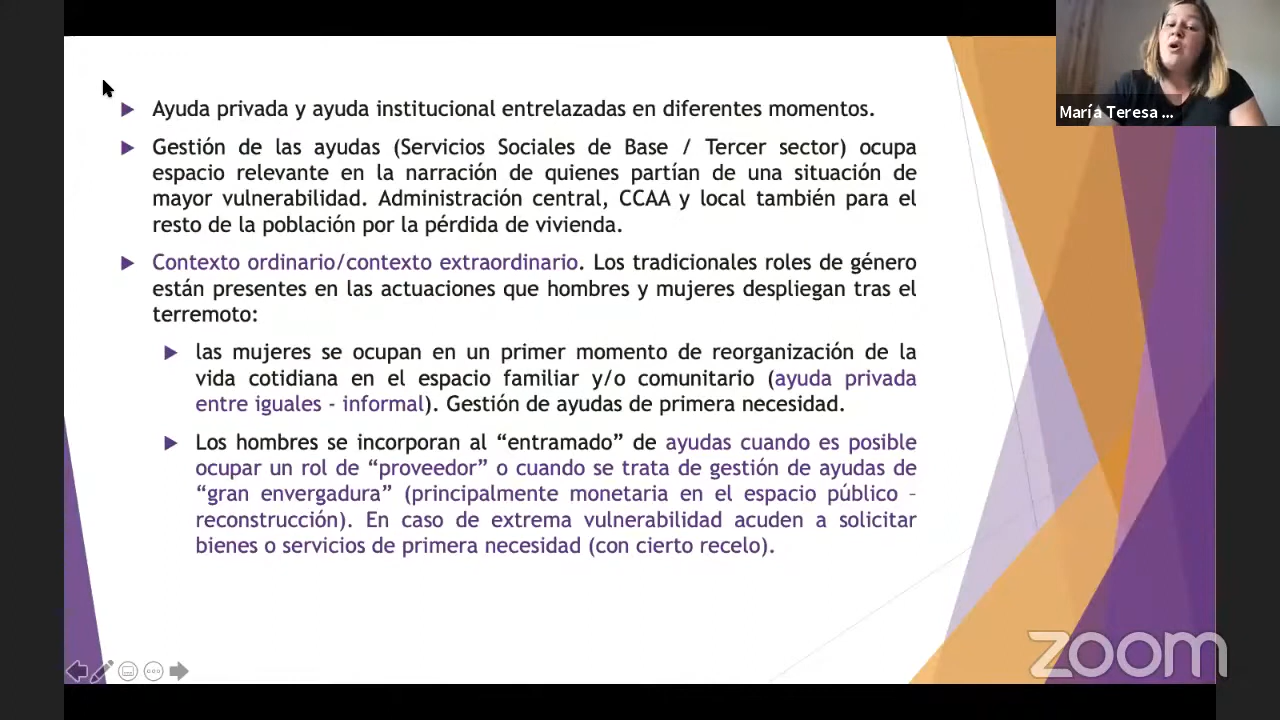 Ayuda privada y ayuda institucional entrelazadas en diferentes momentos.
Gestión de las ayudas (Servicios Sociales de Base / Tercer sector) ocupa
espacio relevante en la narración de quienes partían de una situación de
mayor vulnerabilidad. Administración central, CCAA y local también para el
resto de la población por la pérdida de vivienda.
Contexto ordinario/contexto extraordinario. Los tradicionales roles de género
están presentes en las actuaciones que hombres y mujeres despliegan tras el
terremoto:
las mujeres se ocupan en un primer momento de reorganización de la
vida cotidiana en el espacio familiar y/o comunitario (ayuda privada
entre iguales - informal). Gestión de ayudas de primera necesidad.
Los hombres se incorporan al “entramado” de ayudas cuando es posible
ocupar un rol de “proveedor” o cuando se trata de gestión de ayudas de
“gran envergadura” (principalmente monetaria en el espacio público –
reconstrucción). En caso de extrema vulnerabilidad acuden a solicitar
bienes o servicios de primera necesidad (con cierto recelo).
María Teresa ...
zoom